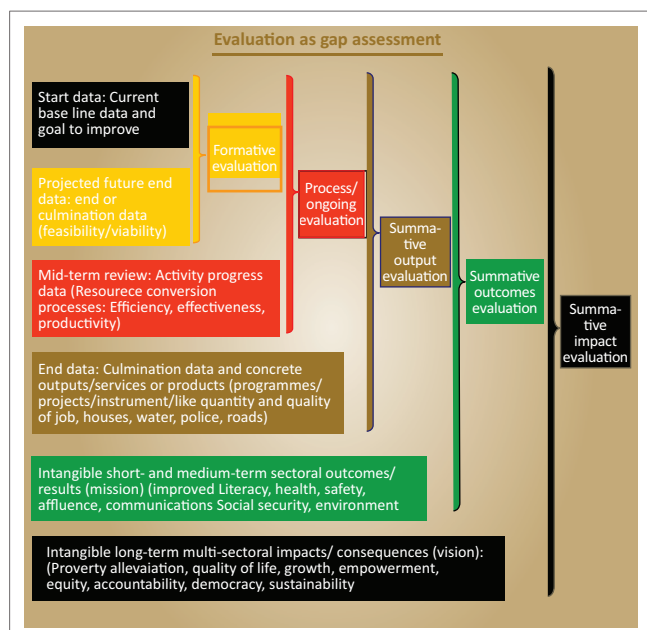 Evaluation as gap assessment
Start data: Current
base line data and
goal to improve
Formative
evaluation
Projected future end
data: end or
culmination data
(feasibility/viability)
Process/
ongoing
evaluation
Mid-term review: Activity progress
data (Resourece conversion
processes: Efficiency, effectiveness,
productivity)
Summa-
tive
output
evaluation
Summative
outcomes
evaluation
Summa-
tive
impact
evaluation
End data: Culmination data and concrete
outputs/services or products (programmes/
projects/instrument/like quantity and quality
of job, houses, water, police, roads)
Intangible short- and medium-term sectoral outcomes/
results (mission) (improved Literacy, health, safety,
affluence, communications Social security, environment
Intangible long-term multi-sectoral impacts/ consequences (vision):
(Proverty allevaiation, quality of life, growth, empowerment,
equity, accountability, democracy, sustainability